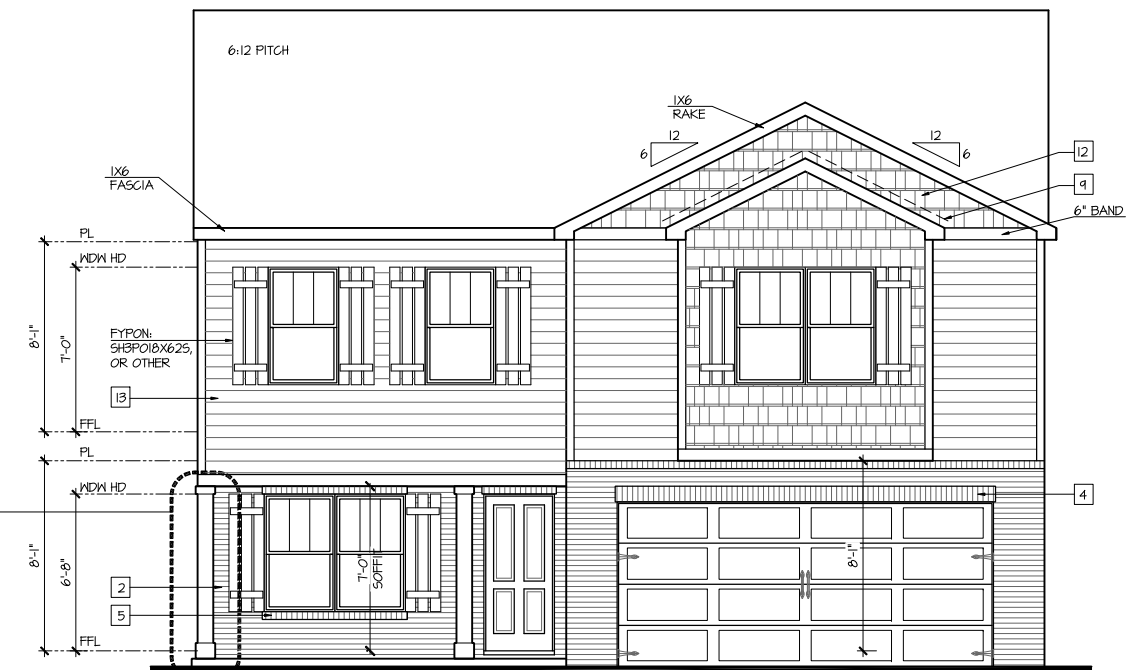 6:12 PITCH
1X6
RAKE
12
6
12
6
12
9
6" BAND
1X6
FASCIA
PL
WDW HD
8'-1"
7'-0"
FYPON:
SH3PO18X62S,
OR OTHER
13
FFL
PL
WDW HD
4
8'-1"
6'-8"
7'-0"
SOFFIT
8'-1"
2
5
FFL